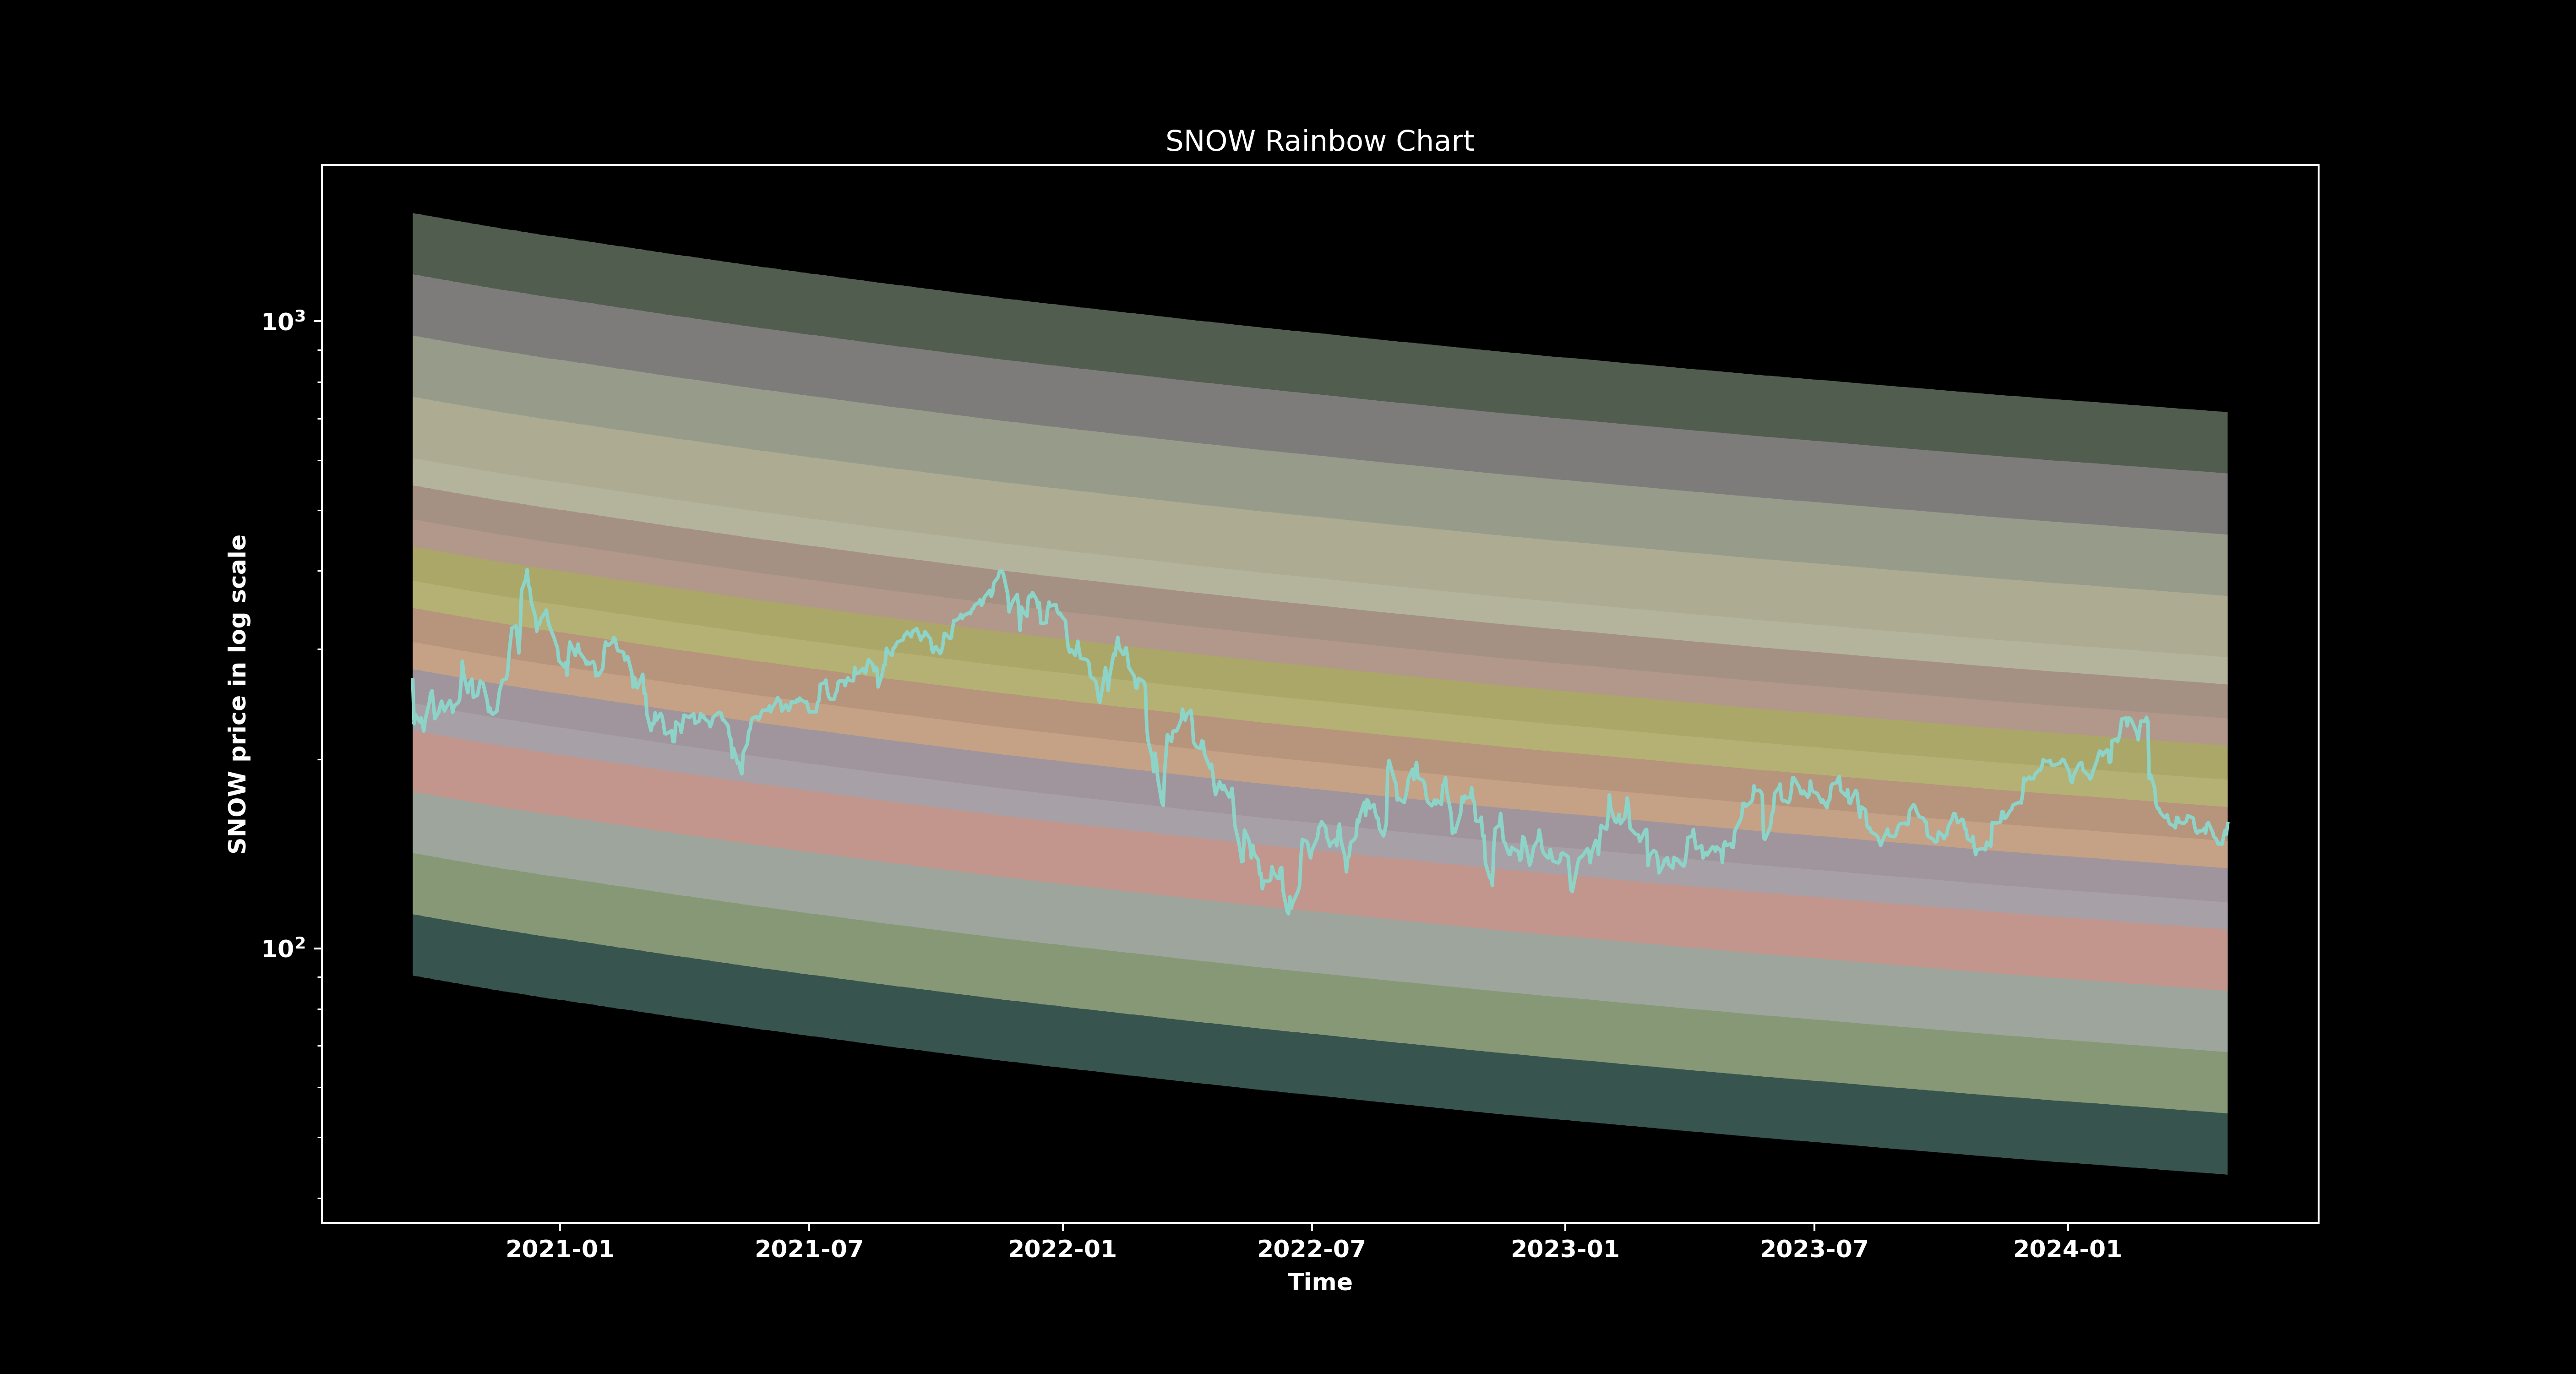 SNOW Rainbow Chart
SNOW price in log scale
10³
10²
2021-01 2021-07 2022-01 2022-07 2023-01 2023-07 2024-01
Time